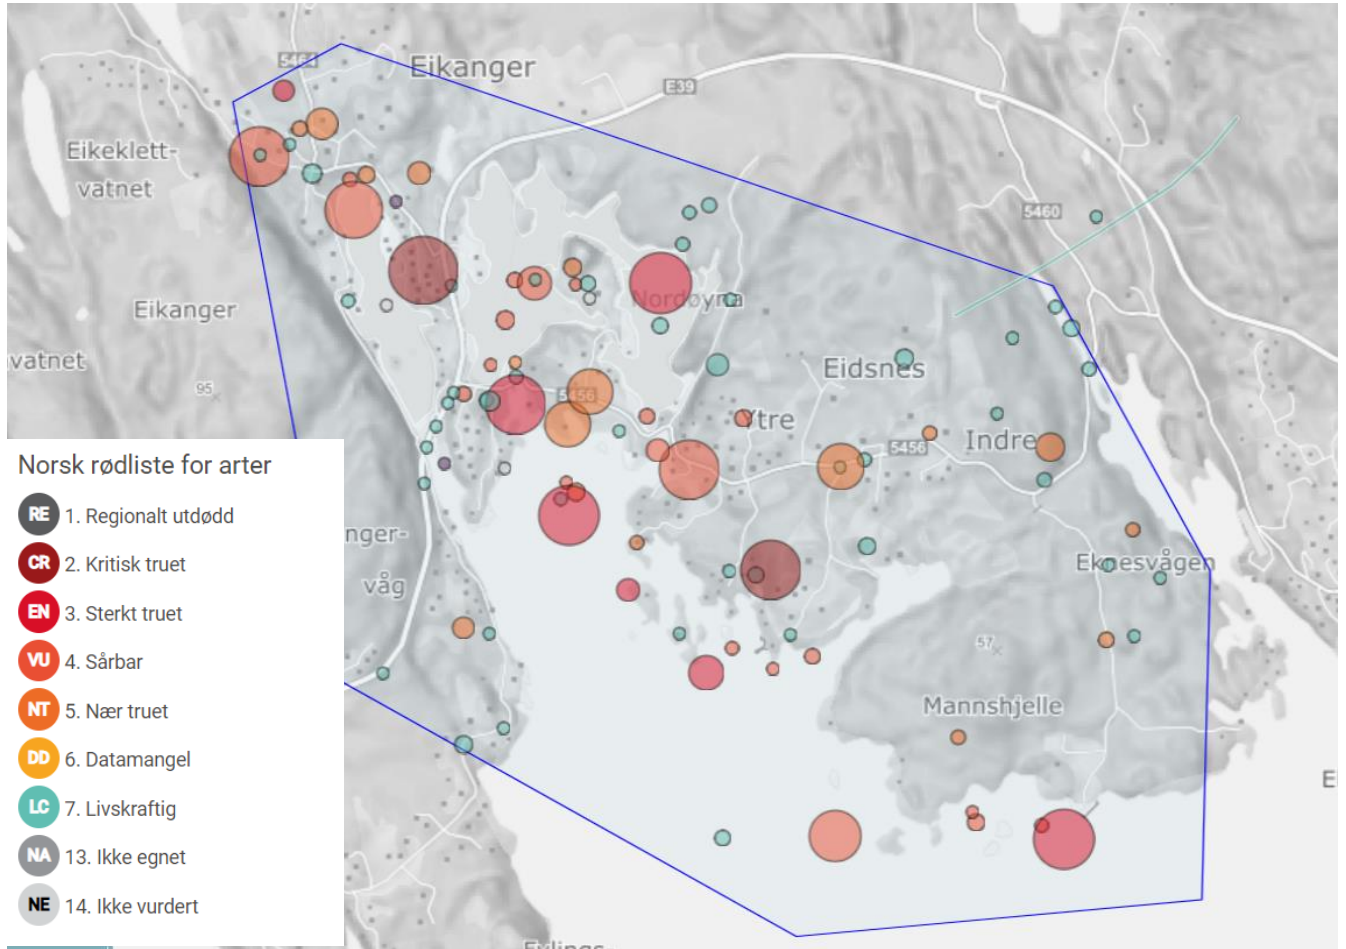 5464
Eikanger
E39
Eikeklett-
vatnet
5460
Eikanger
Nordøyna
vatnet
95
Eidsnes
5456
Ytre
5456
Indre
Norsk rødliste for arter
RE 1. Regionalt utdødd
CR 2. Kritisk truet
EN 3. Sterkt truet
VU 4. Sårbar
NT 5. Nær truet
DD 6. Datamangel
LC 7. Livskraftig
NA 13. Ikke egnet
NE 14. Ikke vurdert
nger-
våg
Eknesvågen
57
Mannshjelle
E